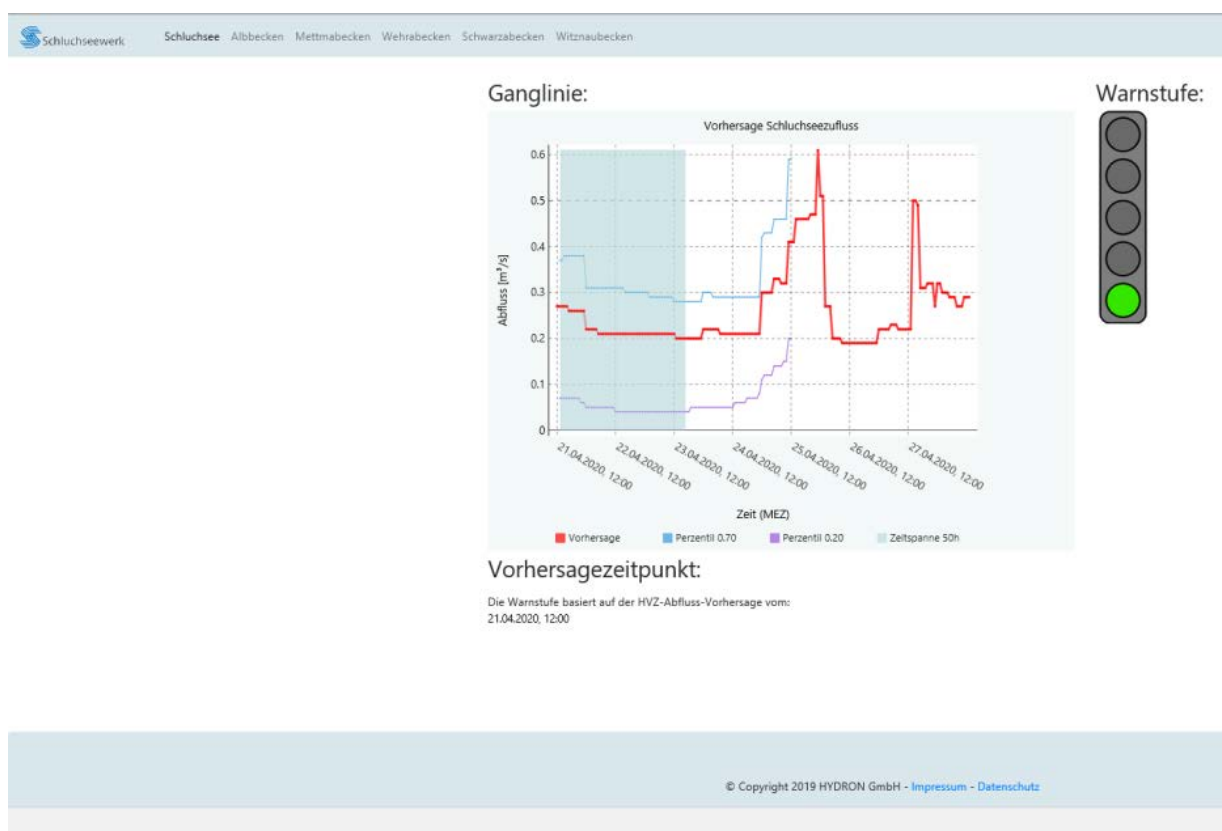 Schluchseewerk Schluchsee Albbecken Mettmabecken Wehrabecken Schwarzabecken Witznaubecken
Ganglinie: Warnstufe:
Vorhersage Schluchseezufluss
0.6
0.5
0.4
0.3
0.2
0.1
0
Abfluss [m³/s]
21.04.2020, 12:00
22.04.2020, 12:00
23.04.2020, 12:00
24.04.2020, 12:00
25.04.2020, 12:00
26.04.2020, 12:00
27.04.2020, 12:00
Zeit (MEZ)
Vorhersage Perzentil 0.70 Perzentil 0.20 Zeitspanne 50h
Vorhersagezeitpunkt:
Die Warnstufe basiert auf der HVZ-Abfluss-Vorhersage vom:
21.04.2020, 12:00
© Copyright 2019 HYDRON GmbH - Impressum - Datenschutz